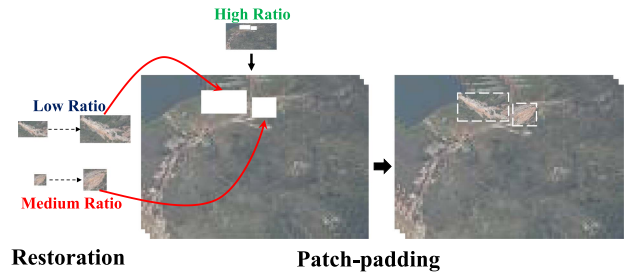 High Ratio
Low Ratio
Medium Ratio
Restoration
Patch-padding